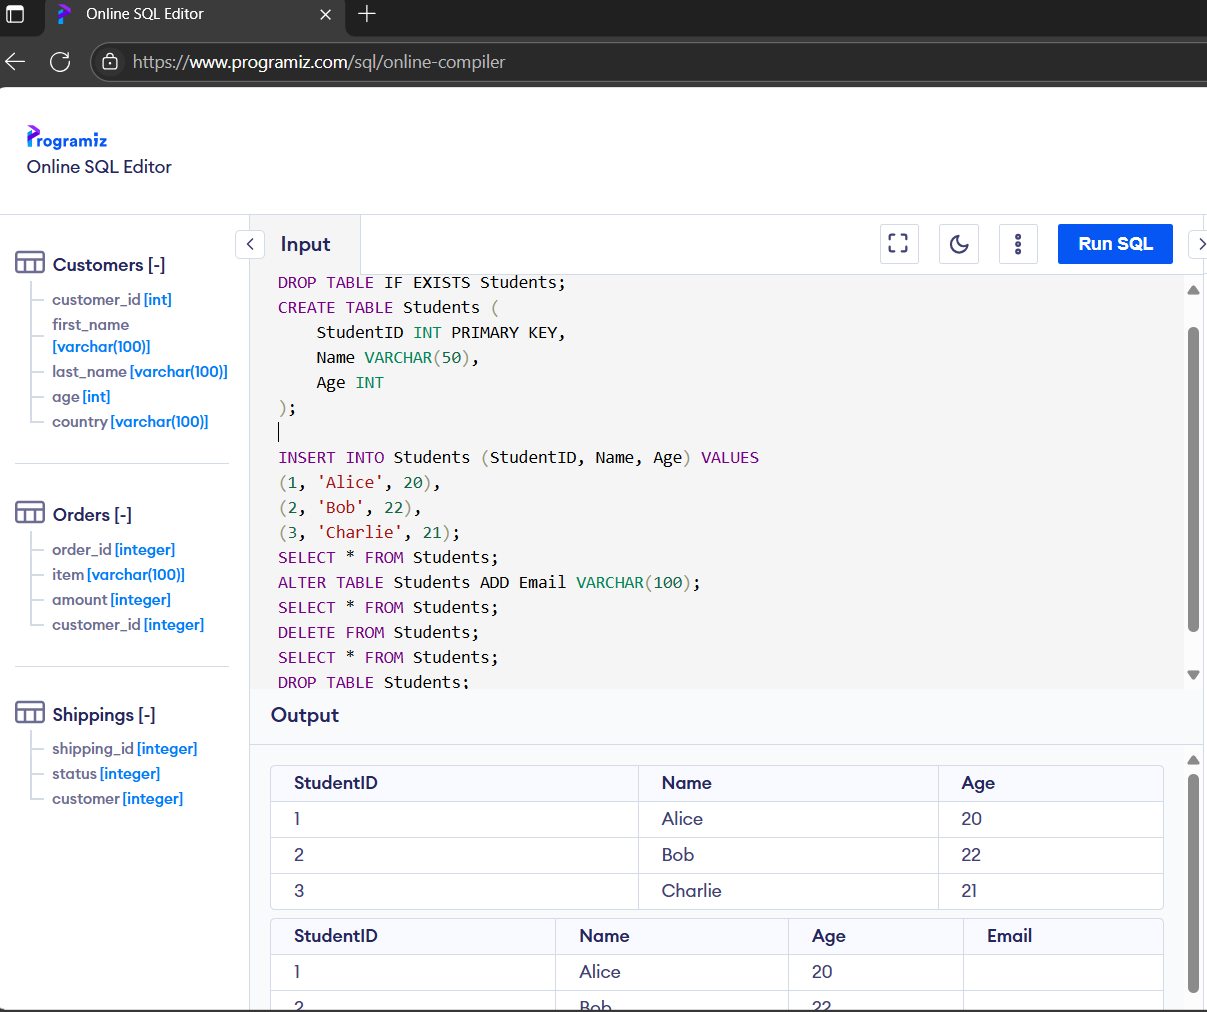 Online SQL Editor
https://www.programiz.com/sql/online-compiler
Programiz
Online SQL Editor
Customers [-]
customer_id [int]
first_name
[varchar(100)]
last_name [varchar(100)]
age [int]
country [varchar(100)]
Orders [-]
order_id [integer]
item [varchar(100)]
amount [integer]
customer_id [integer]
Shippings [-]
shipping_id [integer]
status [integer]
customer [integer]
Input
Run SQL
DROP TABLE IF EXISTS Students;
CREATE TABLE Students (
    StudentID INT PRIMARY KEY,
    Name VARCHAR(50),
    Age INT
);
INSERT INTO Students (StudentID, Name, Age) VALUES
(1, 'Alice', 20),
(2, 'Bob', 22),
(3, 'Charlie', 21);
SELECT * FROM Students;
ALTER TABLE Students ADD Email VARCHAR(100);
SELECT * FROM Students;
DELETE FROM Students;
SELECT * FROM Students;
DROP TABLE Students;
Output
StudentID Name Age
1 Alice 20
2 Bob 22
3 Charlie 21
StudentID Name Age Email
1 Alice 20
2 Bob 22